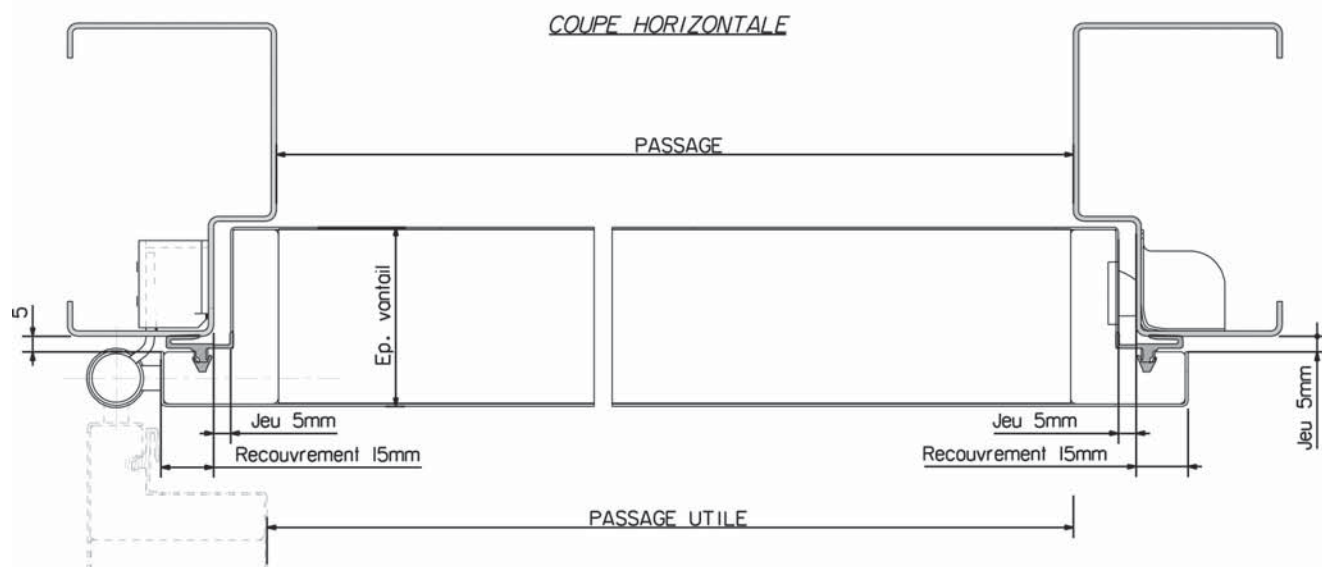 COUPE HORIZONTALE
PASSAGE
5
Ep. vantail
Jeu 5mm
Jeu 5mm
Jeu 5mm
Recouvrement 15mm
Recouvrement 15mm
PASSAGE UTILE